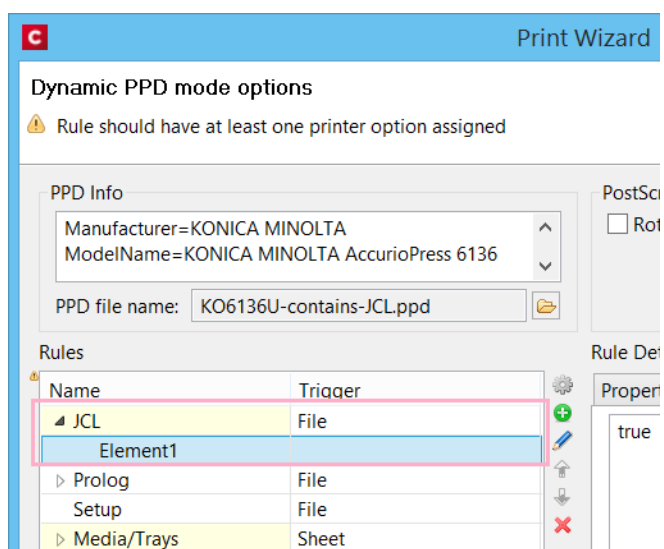 Print Wizard
Dynamic PPD mode options
Rule should have at least one printer option assigned
PPD Info
PostScr
Manufacturer=KONICA MINOLTA
Rot
ModelName=KONICA MINOLTA AccurioPress 6136
PPD file name: KO6136U-contains-JCL.ppd
Rules
Rule Det
Name Trigger
Propert
JCL File
true
Element1
Prolog File
Setup File
Media/Trays Sheet